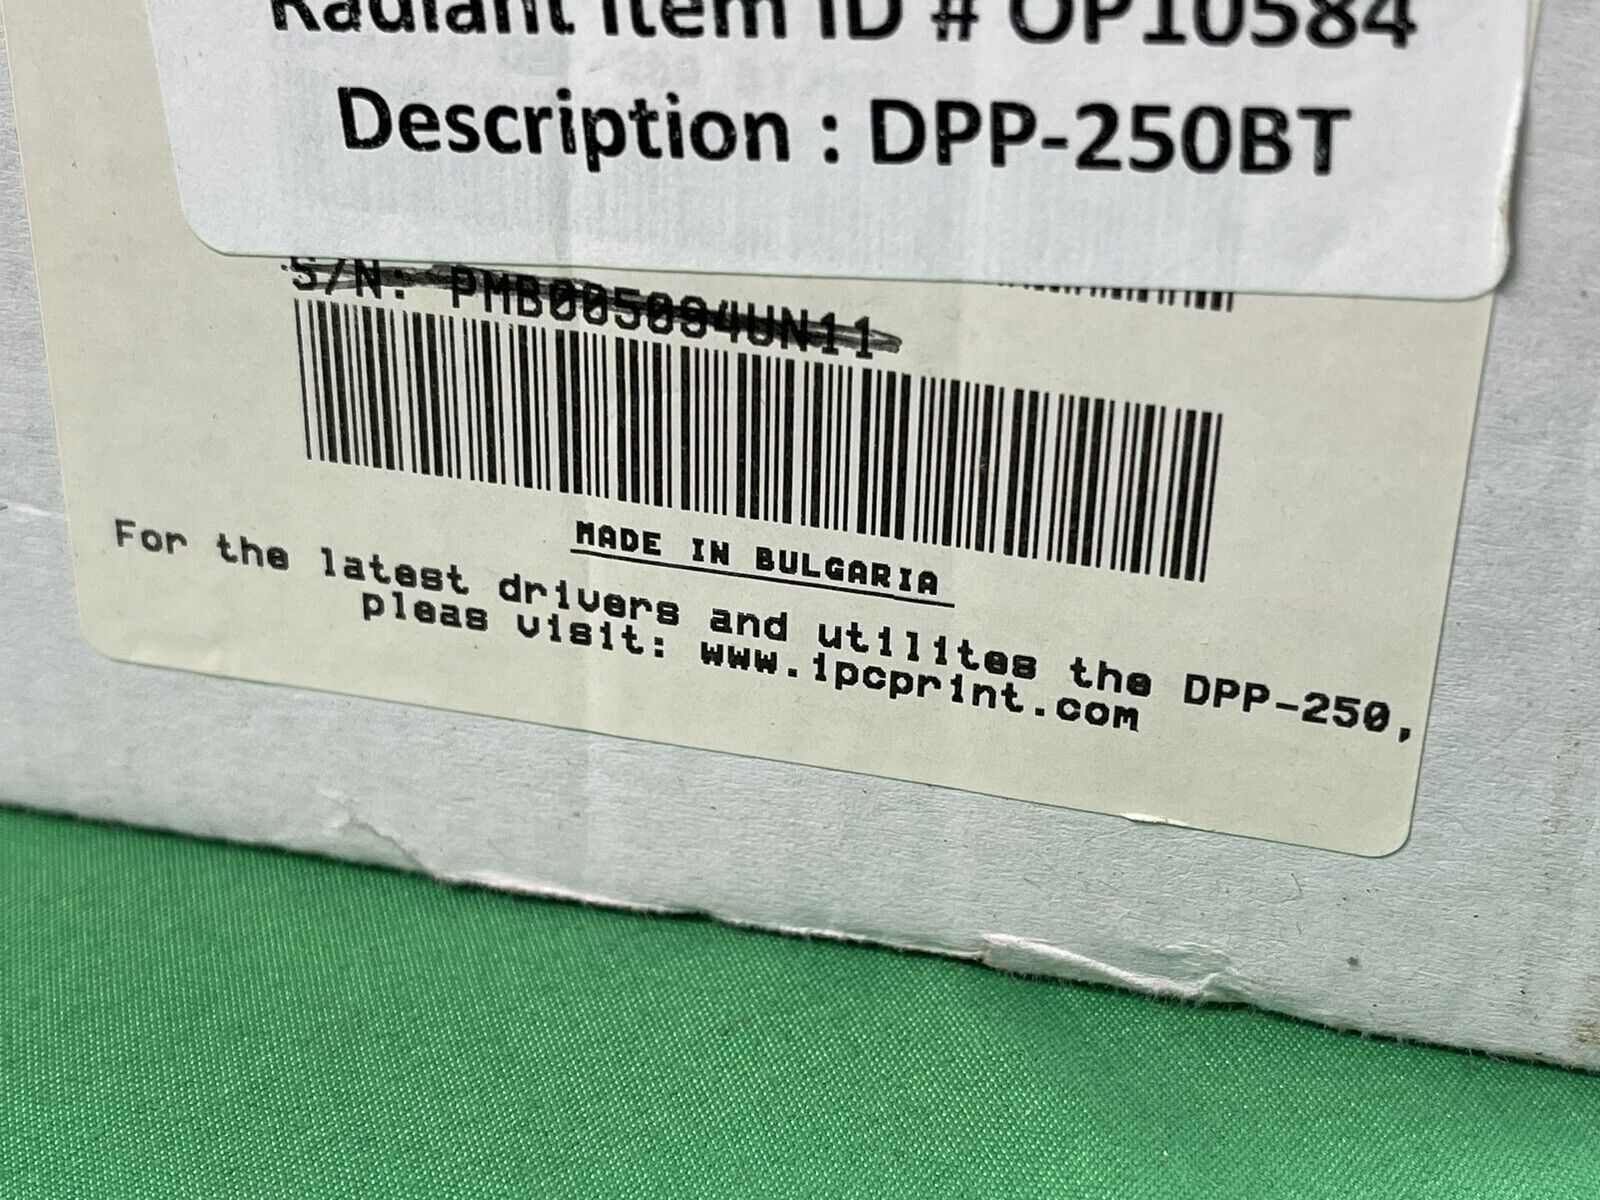 Radiant Item ID # OP10584
Description : DPP-250BT
S/N: PMB005094UN11
MADE IN BULGARIA
For the latest drivers and utilites the DPP-250,
pleas visit: www.ipcprint.com